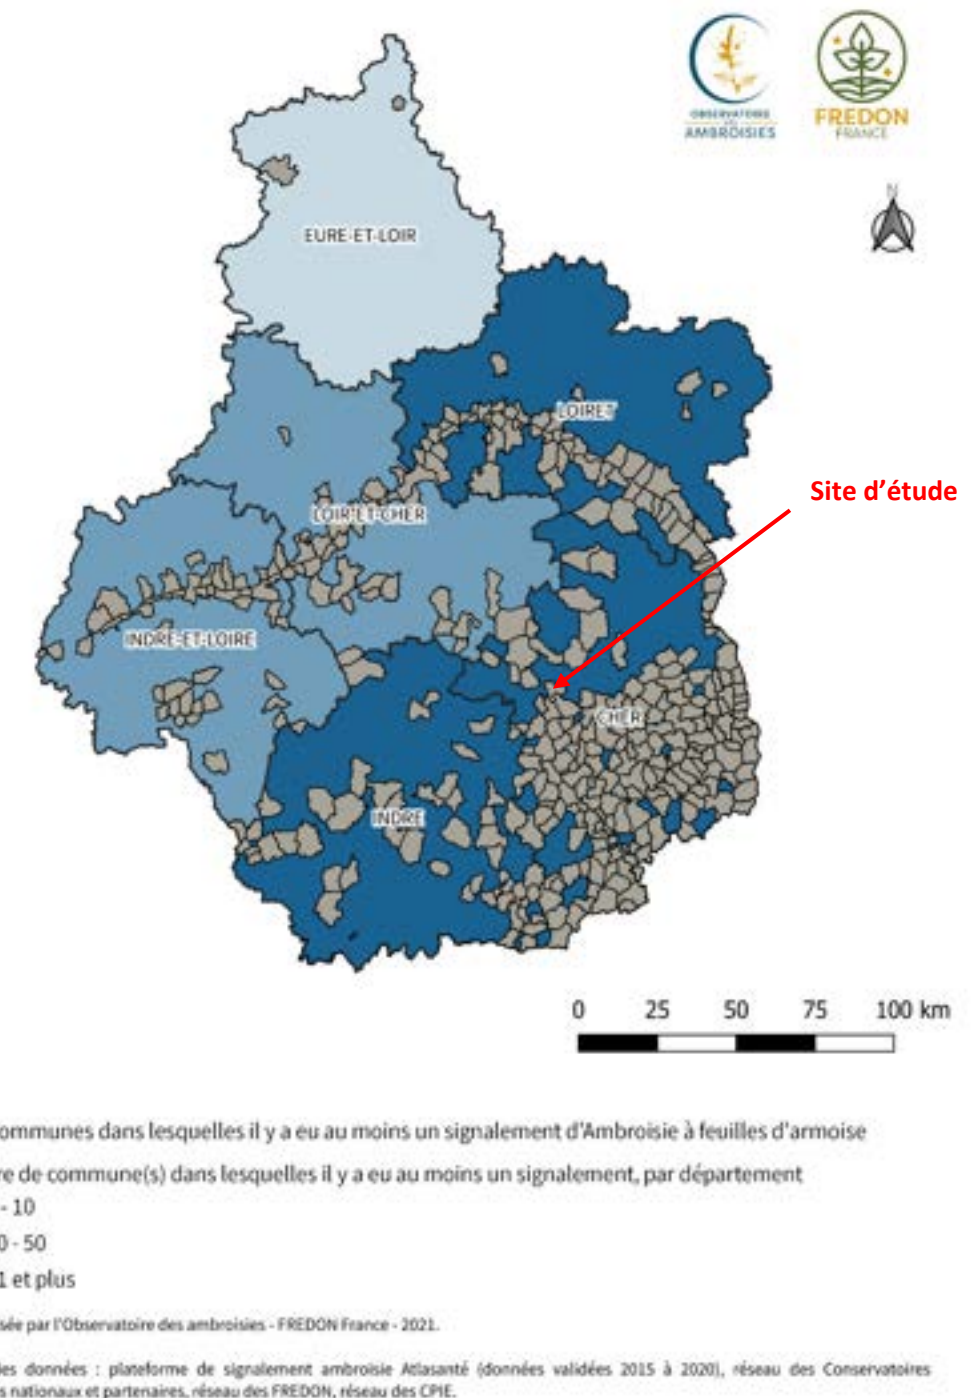 OBSERVATOIRE
DES
AMBROISIES
FREDON
FRANCE
N
EURE-ET-LOIR
LOIRET
Site d'étude
LOIR-ET-CHER
INDRE-ET-LOIRE
CHER
INDRE
0 25 50 75 100 km
ommunes dans lesquelles il y a eu au moins un signalement d'Ambroisie à feuilles d'armoise
re de commune(s) dans lesquelles il y a eu au moins un signalement, par département
- 10
0 - 50
1 et plus
sée par l'Observatoire des ambroisies - FREDON France - 2021.
des données : plateforme de signalement ambroisie Atlasanté (données validées 2015 à 2020), réseau des Conservatoires
s nationaux et partenaires, réseau des FREDON, réseau des CPIE.